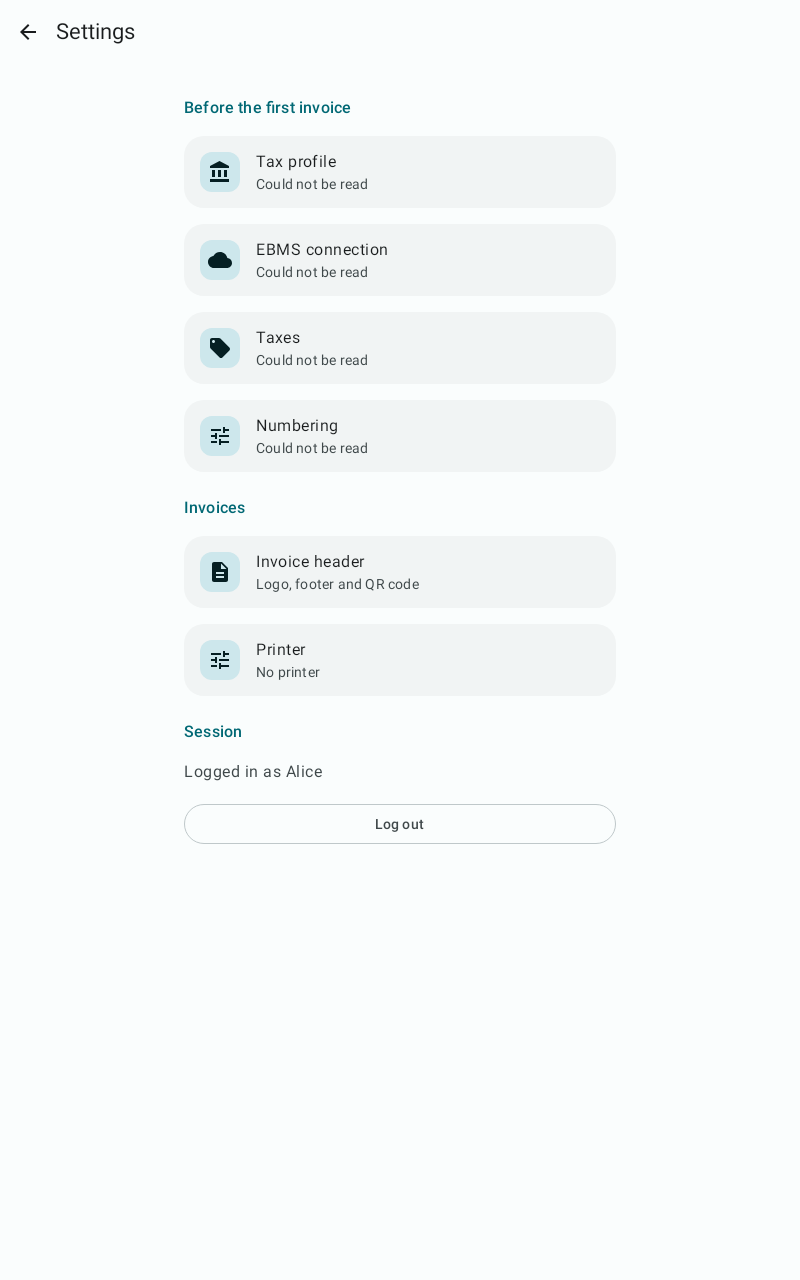 Settings
Before the first invoice
Tax profile
Could not be read
EBMS connection
Could not be read
Taxes
Could not be read
Numbering
Could not be read
Invoices
Invoice header
Logo, footer and QR code
Printer
No printer
Session
Logged in as Alice
Log out